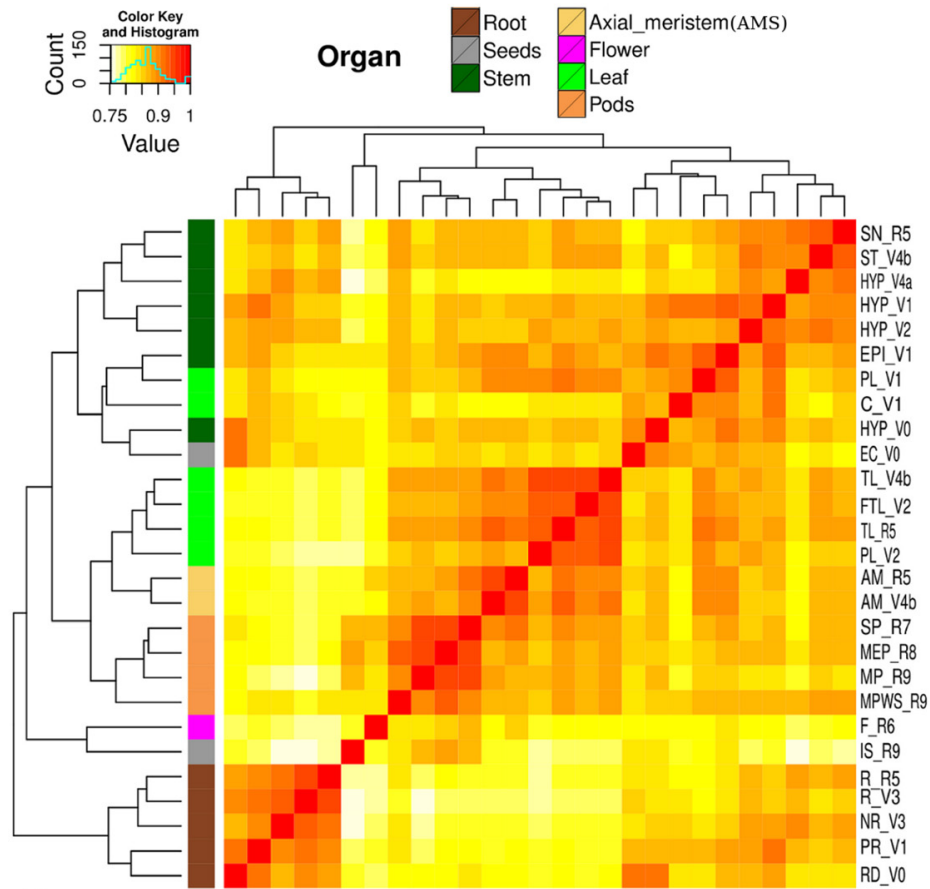 Color Key
and Histogram
Count
0
150
0.75
0.9
1
Value
Organ
Root
Seeds
Stem
Axial_meristem(AMS)
Flower
Leaf
Pods
SN_R5
ST_V4b
HYP_V4a
HYP_V1
HYP_V2
EPI_V1
PL_V1
C_V1
HYP_V0
EC_V0
TL_V4b
FTL_V2
TL_R5
PL_V2
AM_R5
AM_V4b
SP_R7
MEP_R8
MP_R9
MPWS_R9
F_R6
IS_R9
R_R5
R_V3
NR_V3
PR_V1
RD_V0